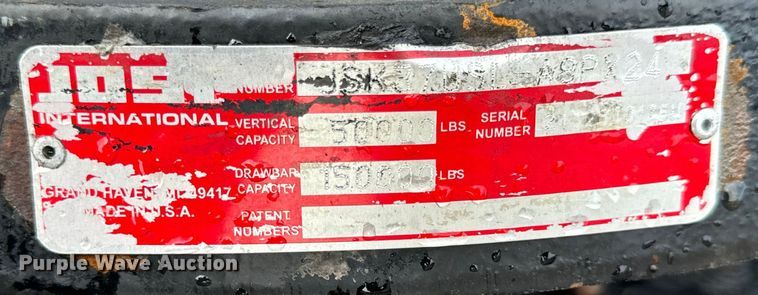 JOST
INTERNATIONAL
NUMBER
VERTICAL CAPACITY 50000 LBS
SERIAL NUMBER
DRAWBAR CAPACITY 150000 LBS
GRAND HAVEN, MI 49417
MADE IN U.S.A.
PATENT NUMBERS
Purple Wave Auction